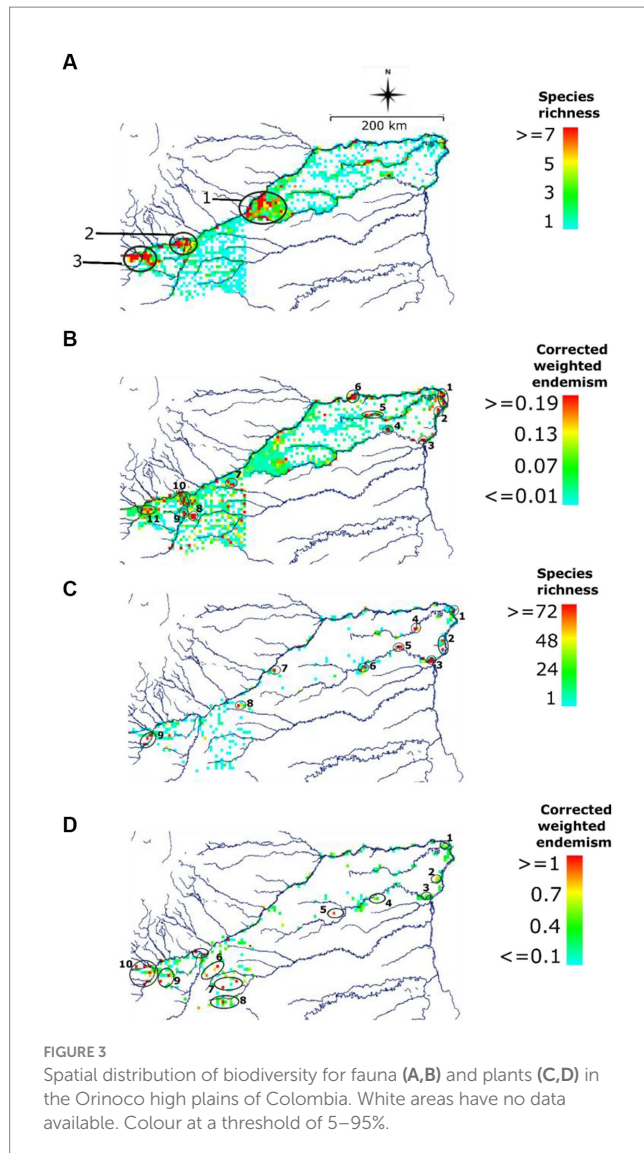 A
N
200 km
Species
richness
>=7
5
3
1
1
2
3
B
Corrected
weighted
endemism
>=0.19
0.13
0.07
<=0.01
6
1
5
2
4
3
7
10
8
9
11
C
Species
richness
>=72
48
24
1
1
4
2
5
3
6
7
8
9
D
Corrected
weighted
endemism
>=1
0.7
0.4
<=0.1
1
2
3
4
5
6
10
9
7
8
FIGURE 3
Spatial distribution of biodiversity for fauna (A,B) and plants (C,D) in
the Orinoco high plains of Colombia. White areas have no data
available. Colour at a threshold of 5–95%.